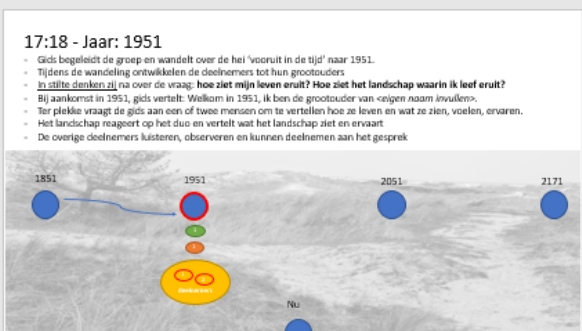 17:18 - Jaar: 1951
- Gids begeleidt de groep en wandelt over de hei 'vooruit in de tijd' naar 1951.
- Tijdens de wandeling ontwikkelen de deelnemers tot hun grootouders
- In stilte denken zij na over de vraag: hoe ziet mijn leven eruit? Hoe ziet het landschap waarin ik leef eruit?
- Bij aankomst in 1951, gids vertelt: Welkom in 1951, ik ben de grootouder van <eigen naam invullen>.
- Ter plekke vraagt de gids aan een of twee mensen om te vertellen hoe ze leven en wat ze zien, voelen, ervaren.
- Het landschap reageert op het duo en vertelt wat het landschap ziet en ervaart
- De overige deelnemers luisteren, observeren en kunnen deelnemen aan het gesprek
1851
1951
2051
2171
deelnemers
Nu